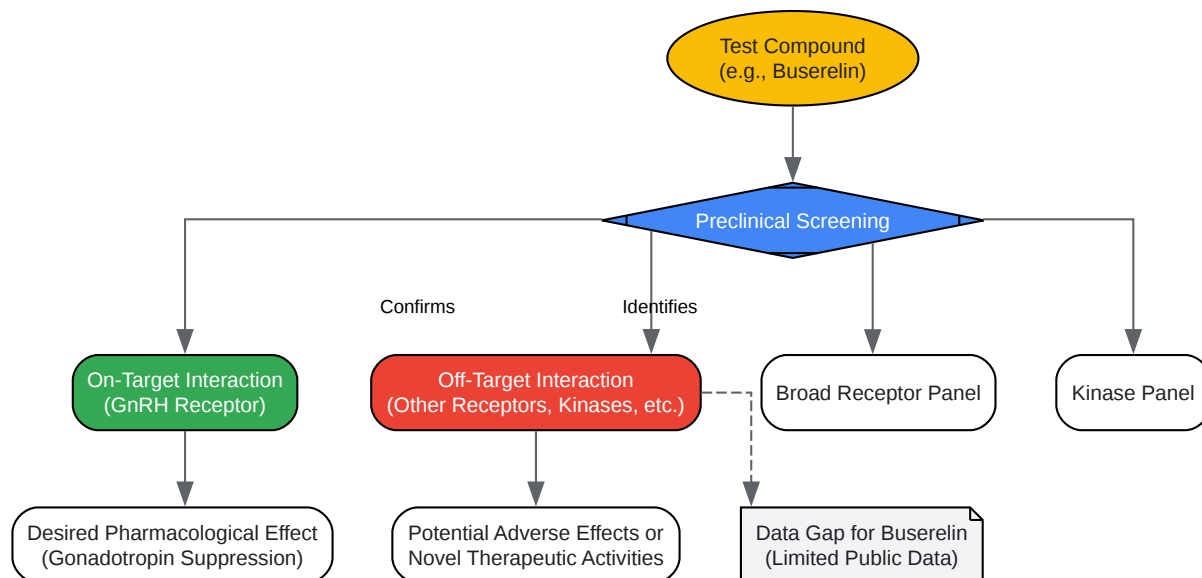 Test Compound
(e.g., Buserelin)
Preclinical Screening
Confirms
Identifies
On-Target Interaction
(GnRH Receptor)
Off-Target Interaction
(Other Receptors, Kinases, etc.)
Broad Receptor Panel
Kinase Panel
Desired Pharmacological Effect
(Gonadotropin Suppression)
Potential Adverse Effects or
Novel Therapeutic Activities
Data Gap for Buserelin
(Limited Public Data)